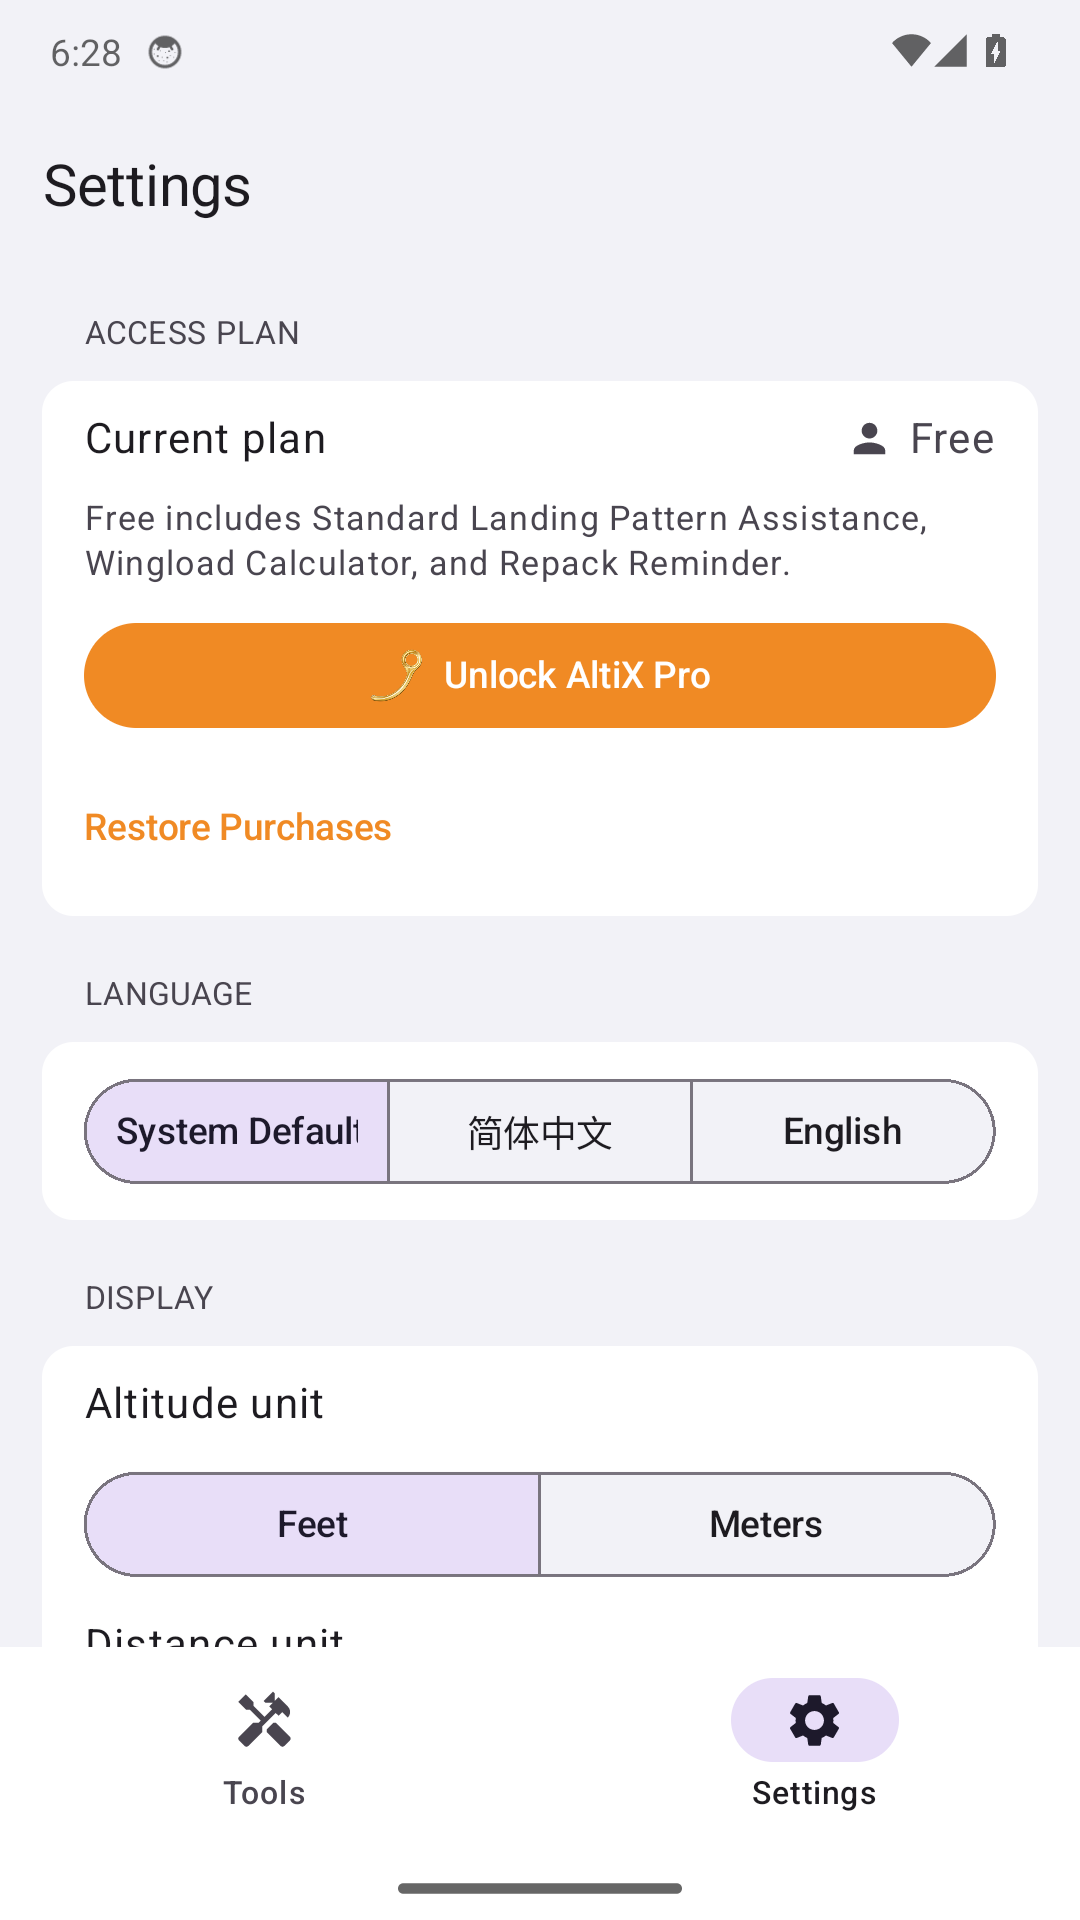 6:28
Settings
ACCESS PLAN
Current plan
Free
Free includes Standard Landing Pattern Assistance,
Wingload Calculator, and Repack Reminder.
Unlock AltiX Pro
Restore Purchases
LANGUAGE
System Default
简体中文
English
DISPLAY
Altitude unit
Feet
Meters
Distance unit
Tools
Settings